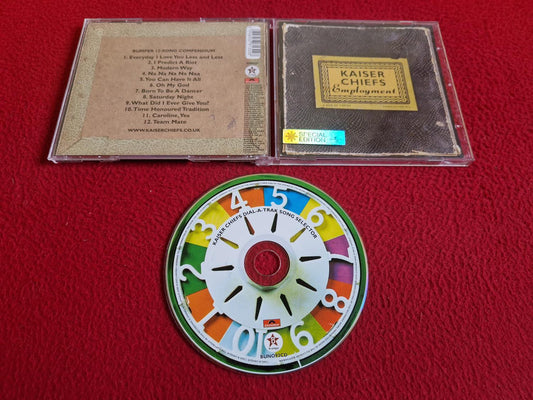 BUMPER 12-SONG COMPENDIUM
1. Everyday I Love You Less and Less
2. I Predict A Riot
3. Modern Way
4. Na Na Na Na Naa
5. You Can Have It All
6. Oh My God
7. Born To Be A Dancer
8. Saturday Night
9. What Did I Ever Give You?
10. Time Honoured Tradition
11. Caroline, Yes
12. Team Mate
WWW.KAISERCHIEFS.CO.UK
KAISER
CHIEFS
Employment
SPECIAL
EDITION
KAISER CHIEFS DIAL-A-TRAK SONG SELECTOR
2
3
4
5
6
7
8
9
0
1
BUN093CD